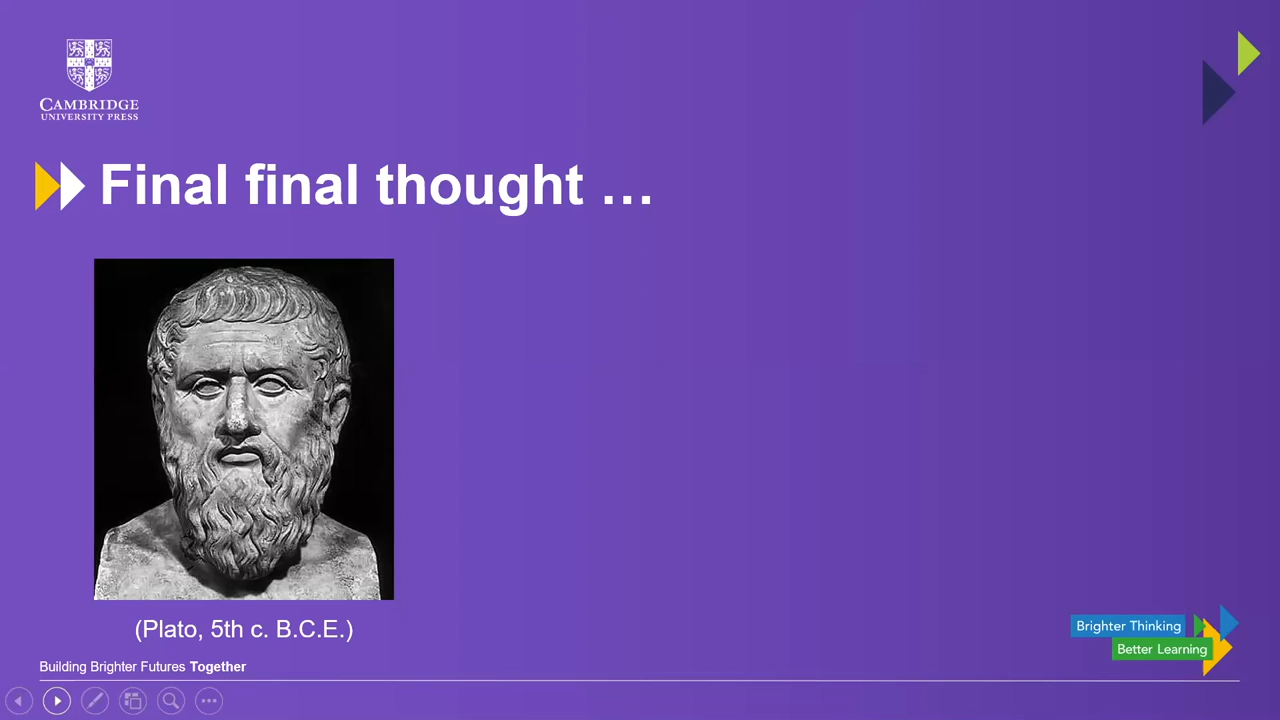 CAMBRIDGE
UNIVERSITY PRESS
Final final thought …
(Plato, 5th c. B.C.E.)
Brighter Thinking
Better Learning
Building Brighter Futures Together